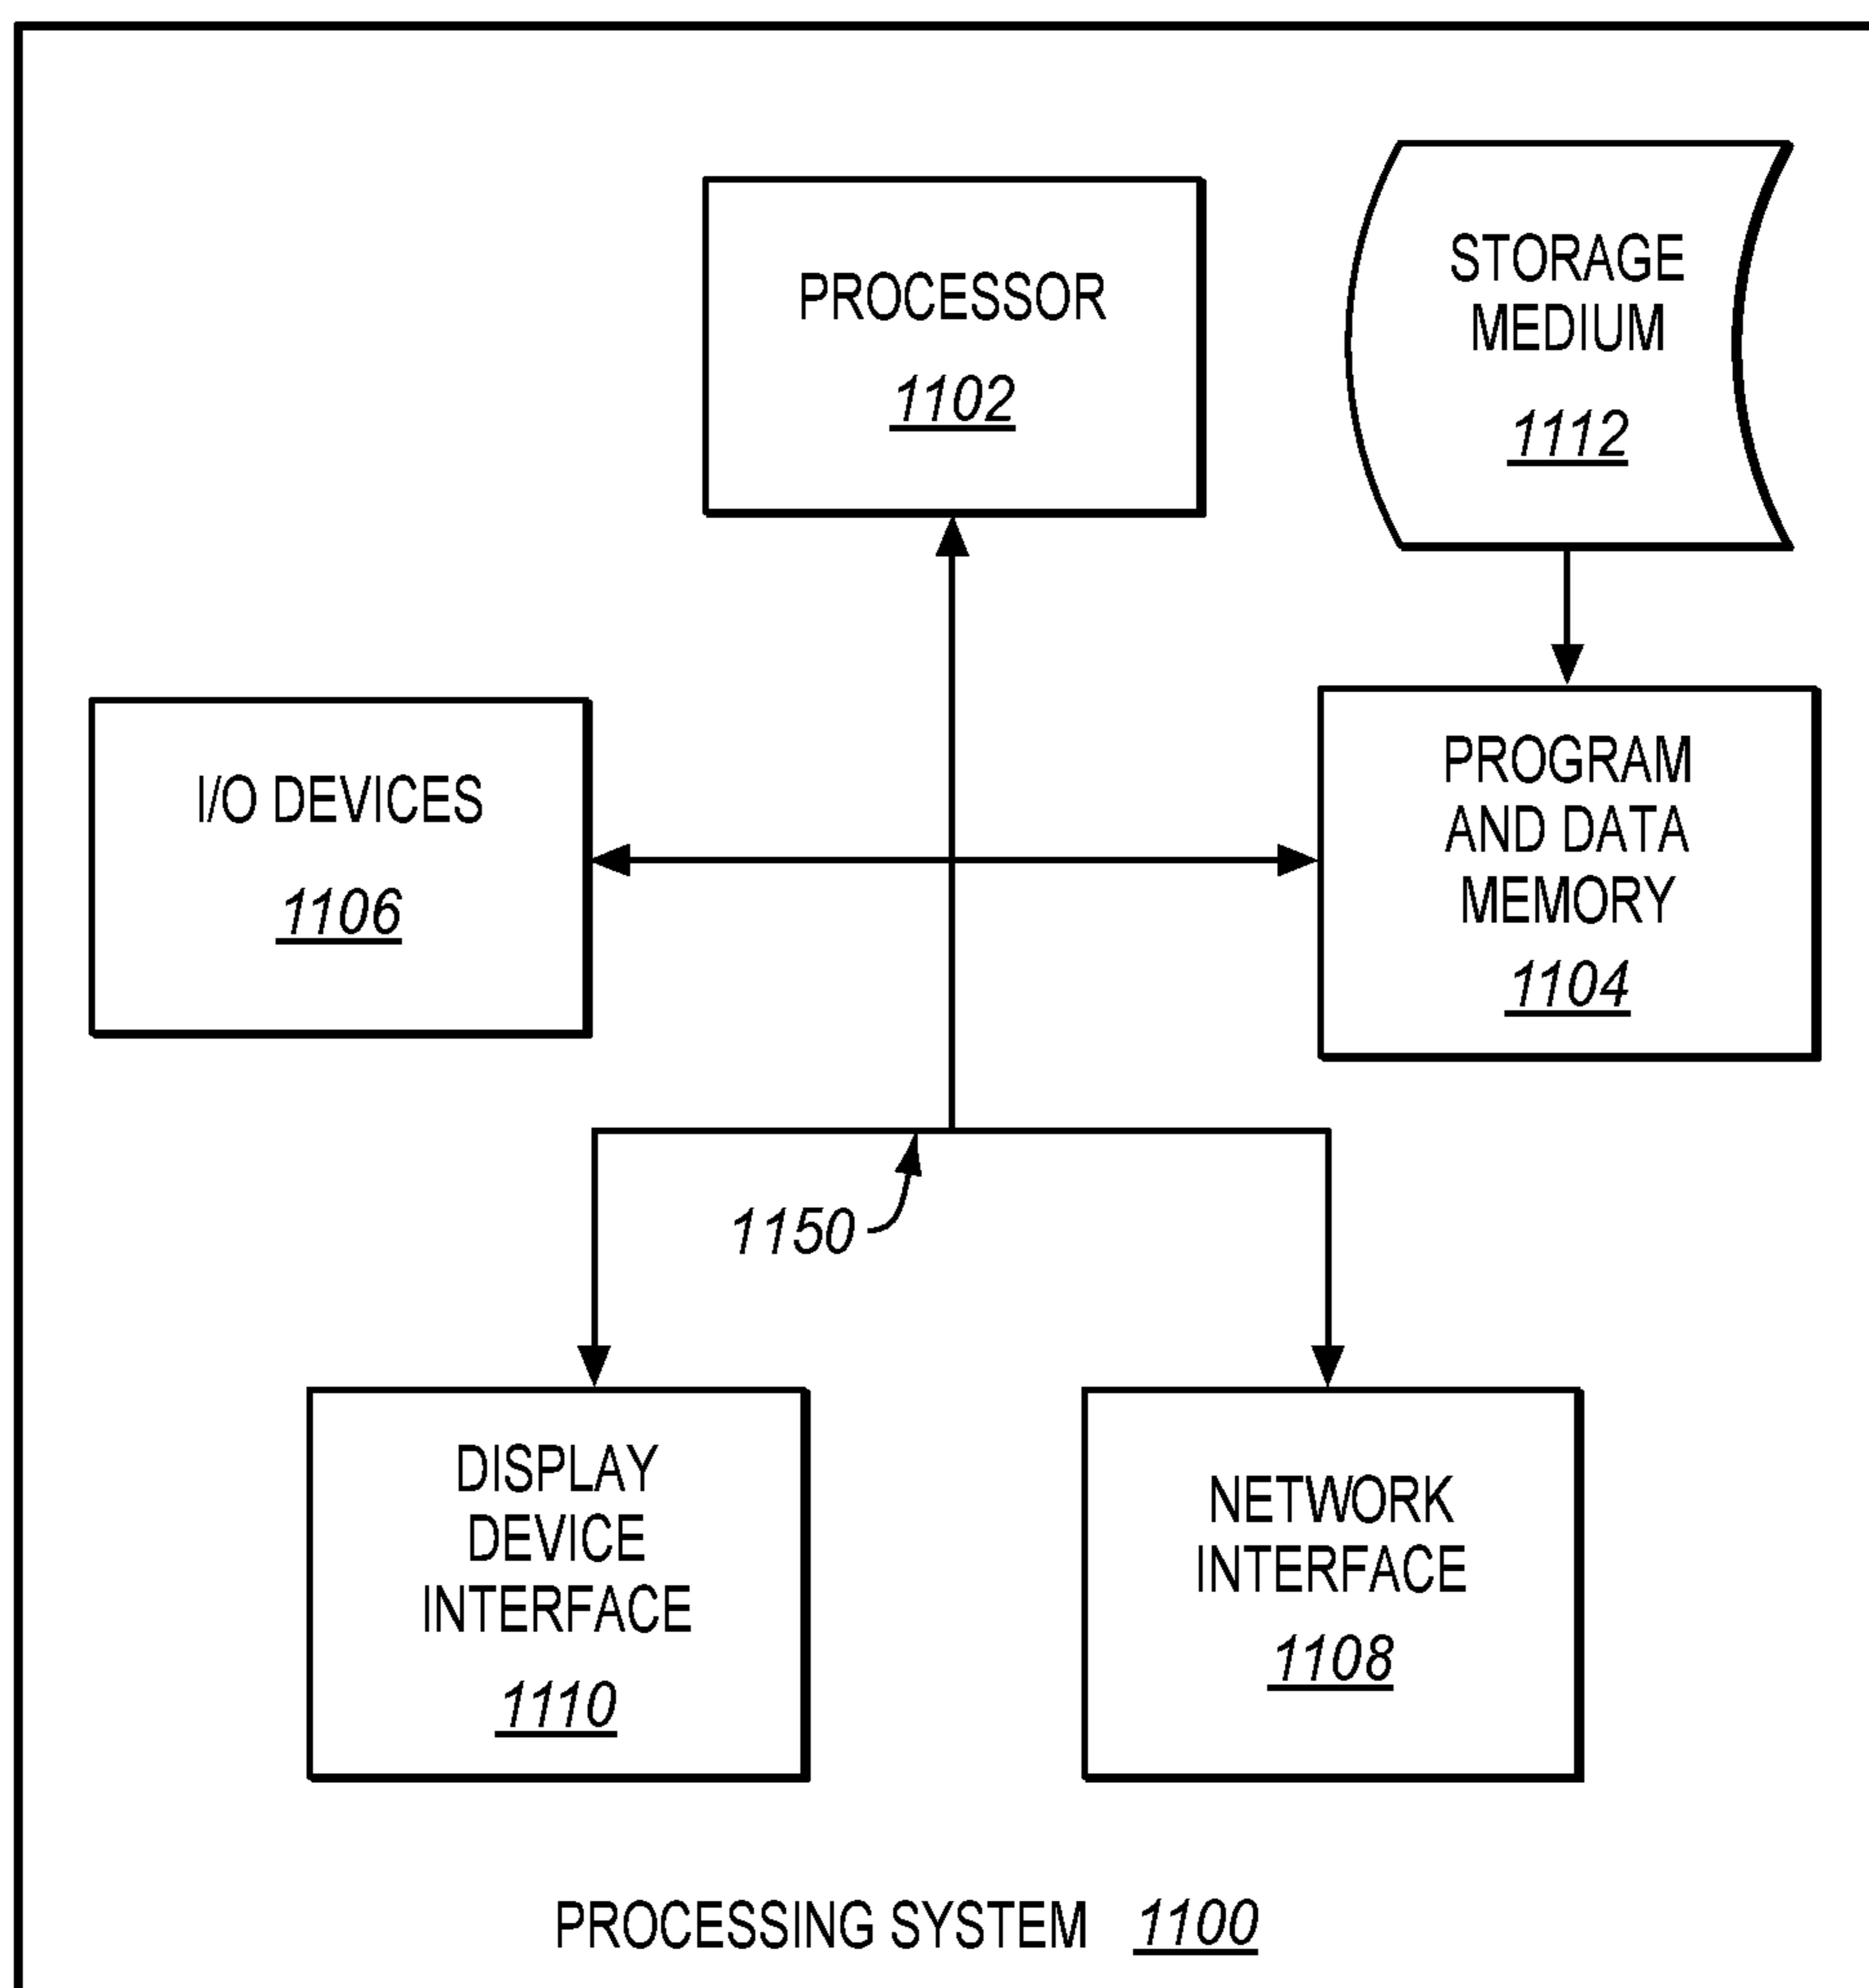 PROCESSOR
1102
STORAGE
MEDIUM
1112
I/O DEVICES
1106
PROGRAM
AND DATA
MEMORY
1104
1150
DISPLAY
DEVICE
INTERFACE
1110
NETWORK
INTERFACE
1108
PROCESSING SYSTEM 1100